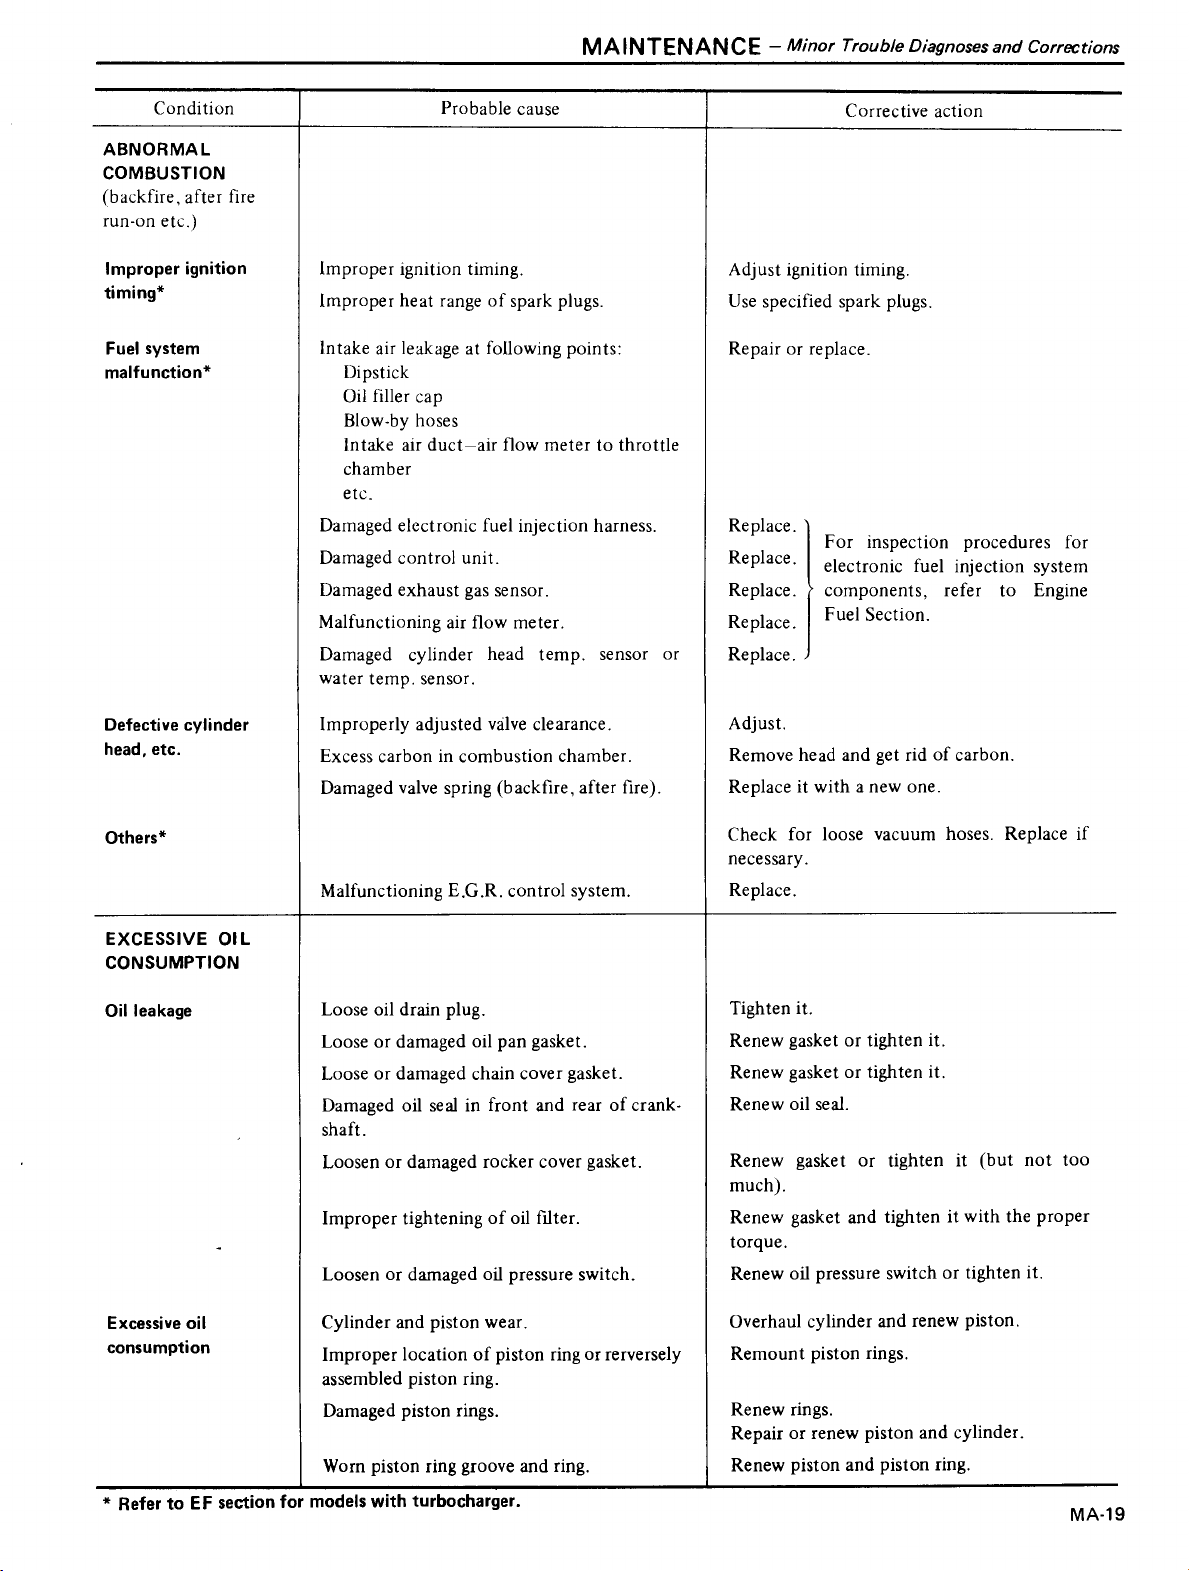 MAINTENANCE – Minor Trouble Diagnoses and Corrections
Condition Probable cause Corrective action
ABNORMAL
COMBUSTION
(backfire, after fire
run-on etc.)
Improper ignition
timing*
Improper ignition timing. Adjust ignition timing.
Improper heat range of spark plugs. Use specified spark plugs.
Fuel system
malfunction*
Intake air leakage at following points: Repair or replace.
Dipstick
Oil filler cap
Blow-by hoses
Intake air duct–air flow meter to throttle
chamber
etc.
Damaged electronic fuel injection harness. Replace.
Damaged control unit. Replace.
Damaged exhaust gas sensor. Replace.
Malfunctioning air flow meter. Replace.
Damaged cylinder head temp. sensor or Replace.
water temp. sensor.
For inspection procedures for
electronic fuel injection system
components, refer to Engine
Fuel Section.
Defective cylinder
head, etc.
Improperly adjusted valve clearance. Adjust.
Excess carbon in combustion chamber. Remove head and get rid of carbon.
Damaged valve spring (backfire, after fire). Replace it with a new one.
Others* Check for loose vacuum hoses. Replace if
necessary.
Malfunctioning E.G.R. control system. Replace.
EXCESSIVE OIL
CONSUMPTION
Oil leakage Loose oil drain plug. Tighten it.
Loose or damaged oil pan gasket. Renew gasket or tighten it.
Loose or damaged chain cover gasket. Renew gasket or tighten it.
Damaged oil seal in front and rear of crank- Renew oil seal.
shaft.
Loosen or damaged rocker cover gasket. Renew gasket or tighten it (but not too
much).
Improper tightening of oil filter. Renew gasket and tighten it with the proper
torque.
Loosen or damaged oil pressure switch. Renew oil pressure switch or tighten it.
Excessive oil
consumption
Cylinder and piston wear. Overhaul cylinder and renew piston.
Improper location of piston ring or rerversely Remount piston rings.
assembled piston ring.
Damaged piston rings. Renew rings.
Repair or renew piston and cylinder.
Worn piston ring groove and ring. Renew piston and piston ring.
* Refer to EF section for models with turbocharger.
MA-19